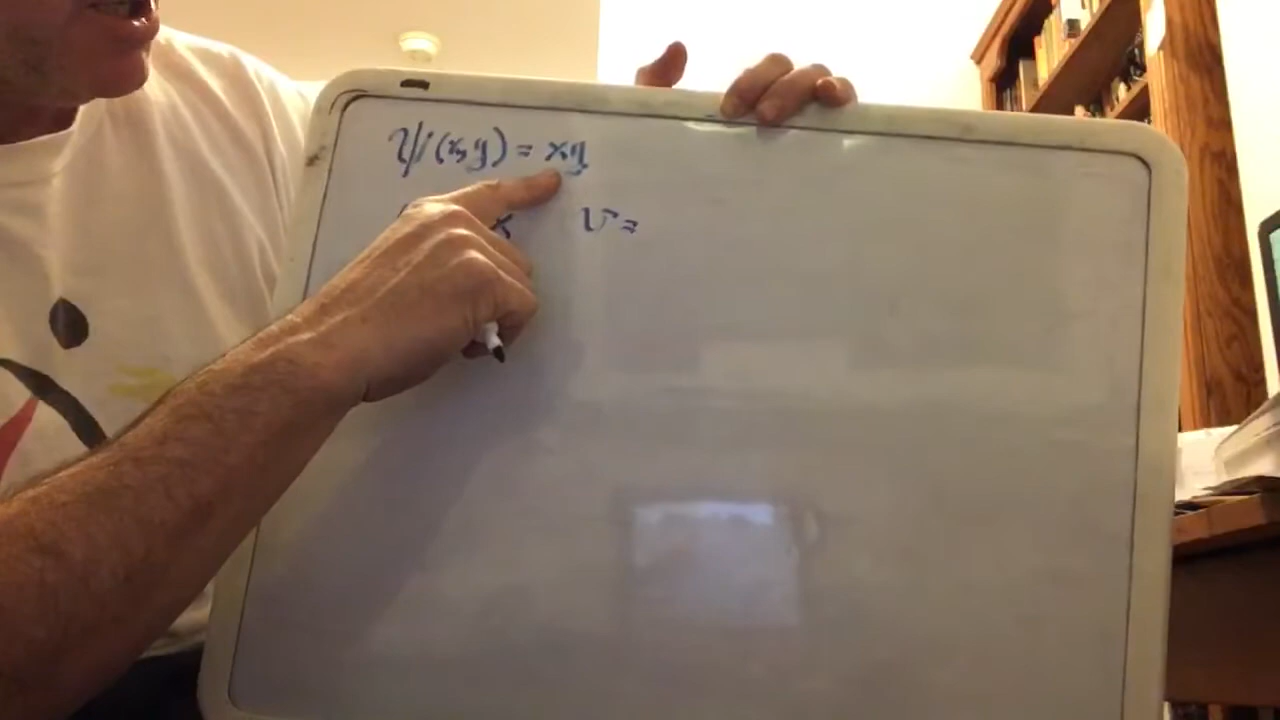 ψ(x,y) = xy
x v =